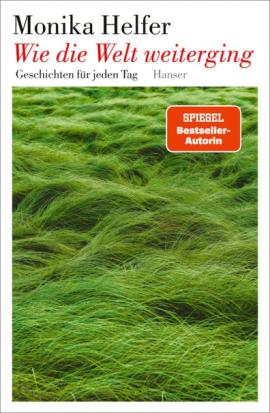 Monika Helfer
Wie die Welt weiterging
Geschichten für jeden Tag Hanser
SPIEGEL
Bestseller-
Autorin